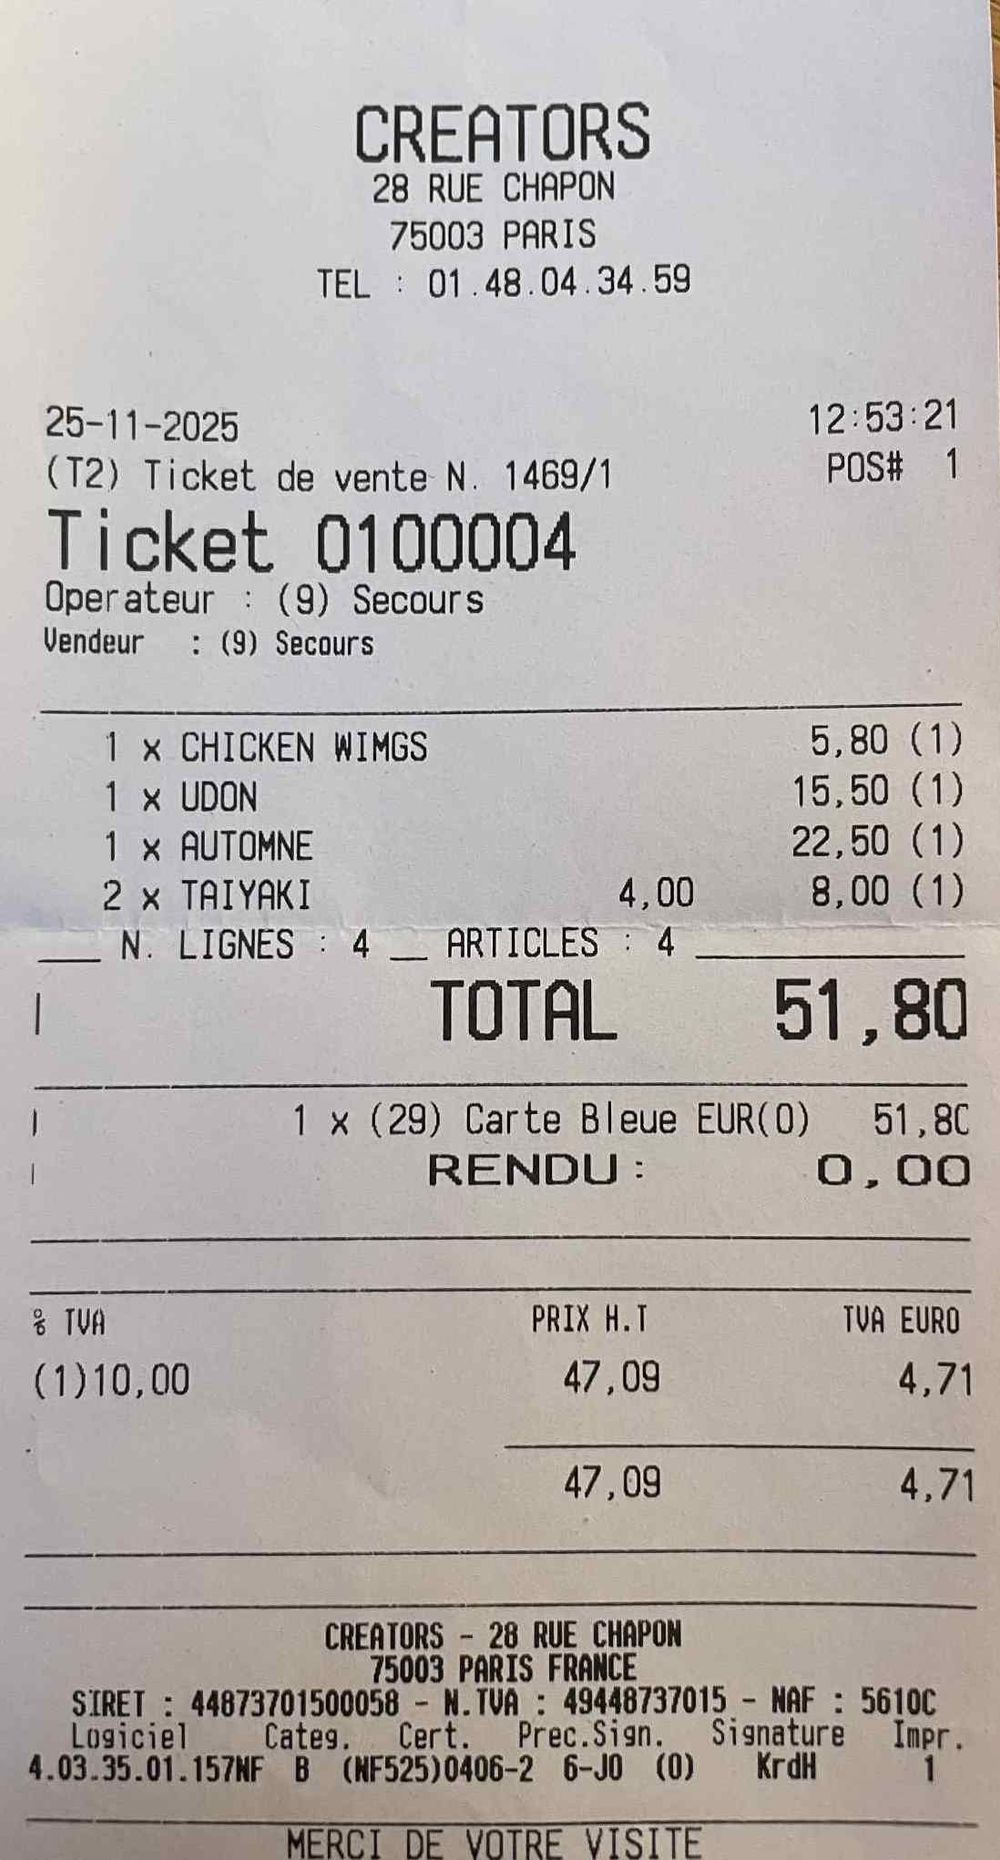 CREATORS
28 RUE CHAPON
75003 PARIS
TEL : 01.48.04.34.59
25-11-2025 12:53:21
(T2) Ticket de vente N. 1469/1 POS# 1
Ticket 0100004
Operateur : (9) Secours
Vendeur : (9) Secours
1 x CHICKEN WIMGS 5,80 (1)
1 x UDON 15,50 (1)
1 x AUTOMNE 22,50 (1)
2 x TAIYAKI 4,00 8,00 (1)
N. LIGNES : 4 __ ARTICLES : 4
TOTAL 51,80
1 x (29) Carte Bleue EUR(0) 51,80
RENDU : 0,00
% TVA PRIX H.T TVA EURO
(1)10,00 47,09 4,71
47,09 4,71
CREATORS - 28 RUE CHAPON
75003 PARIS FRANCE
SIRET : 44873701500058 - N.TVA : 49448737015 - NAF : 5610C
Logiciel Categ. Cert. Prec.Sign. Signature Impr.
4.03.35.01.157NF B (NF525)0406-2 6-J0 (0) KrdH 1
MERCI DE VOTRE VISITE